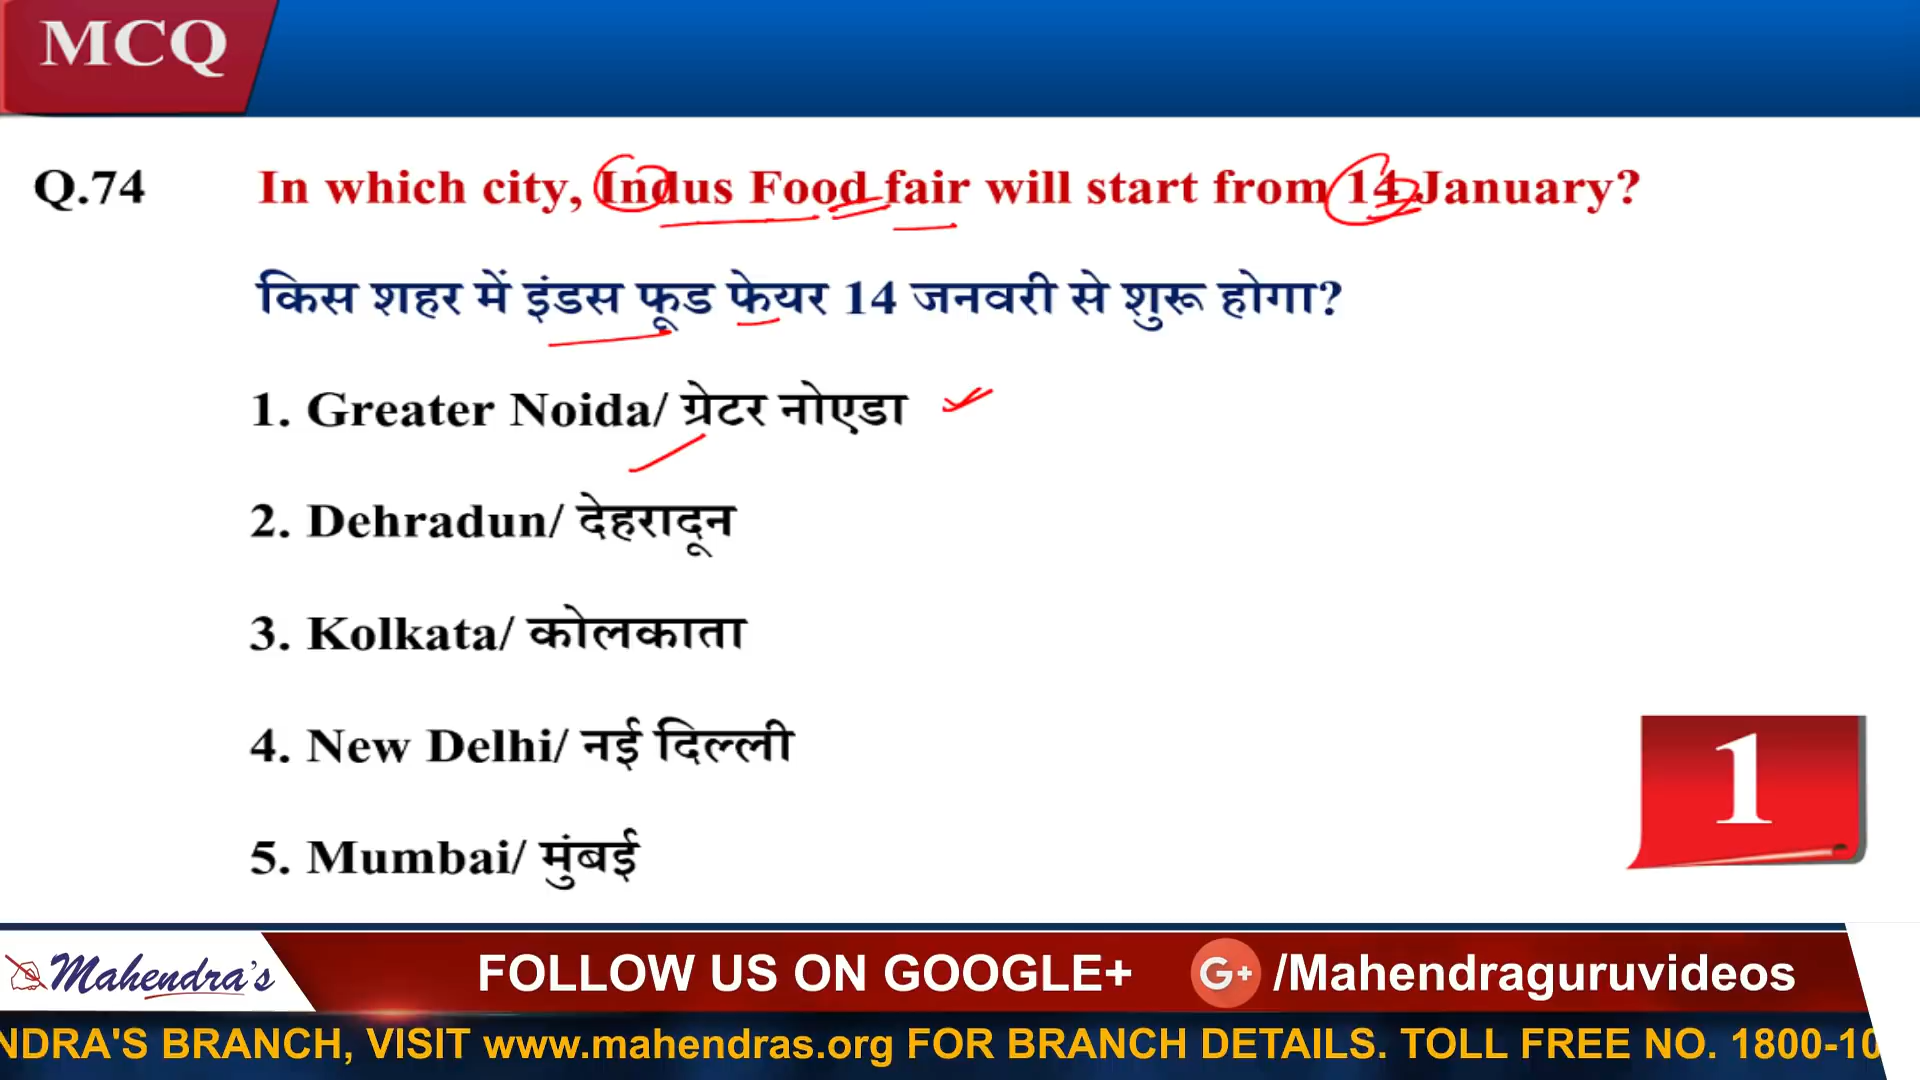 MCQ
Q.74 In which city, Indus Food fair will start from 14 January?
किस शहर में इंडस फूड फेयर 14 जनवरी से शुरू होगा?
1. Greater Noida/ ग्रेटर नोएडा
2. Dehradun/ देहरादून
3. Kolkata/ कोलकाता
4. New Delhi/ नई दिल्ली
5. Mumbai/ मुंबई
1
Mahendra's
FOLLOW US ON GOOGLE+ G+ /Mahendraguruvideos
NDRA'S BRANCH, VISIT www.mahendras.org FOR BRANCH DETAILS. TOLL FREE NO. 1800-10